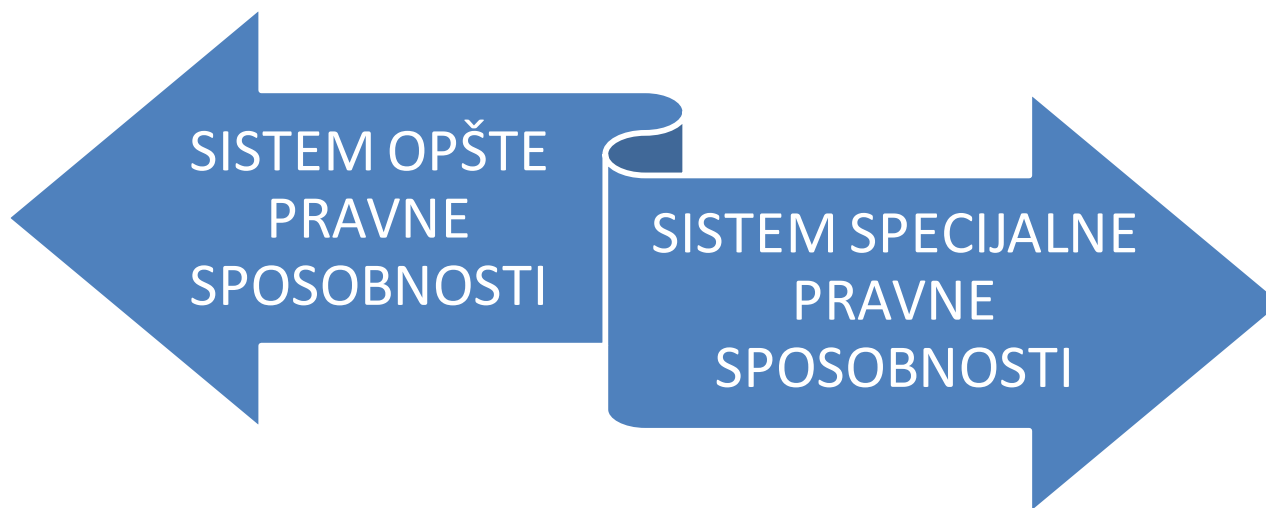 SISTEM OPŠTE
PRAVNE
SPOSOBNOSTI
SISTEM SPECIJALNE
PRAVNE
SPOSOBNOSTI